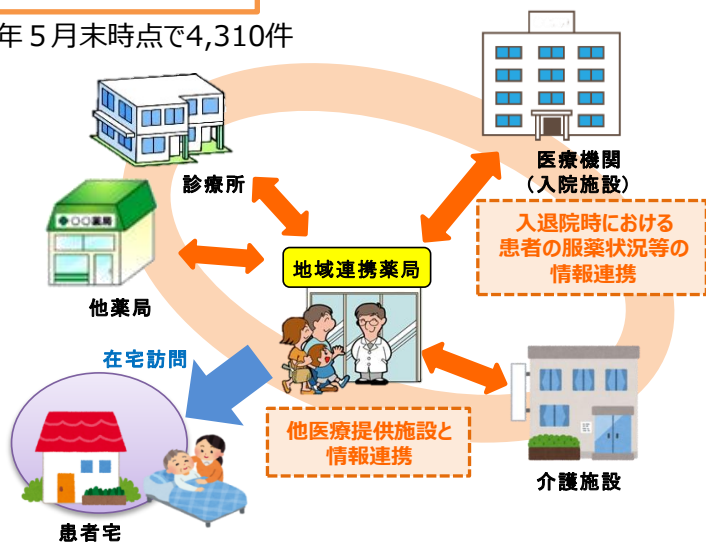 年５月末時点で4,310件
診療所
医療機関
（入院施設）
○○薬局
入退院時における
患者の服薬状況等の
情報連携
地域連携薬局
他薬局
在宅訪問
他医療提供施設と
情報連携
介護施設
患者宅